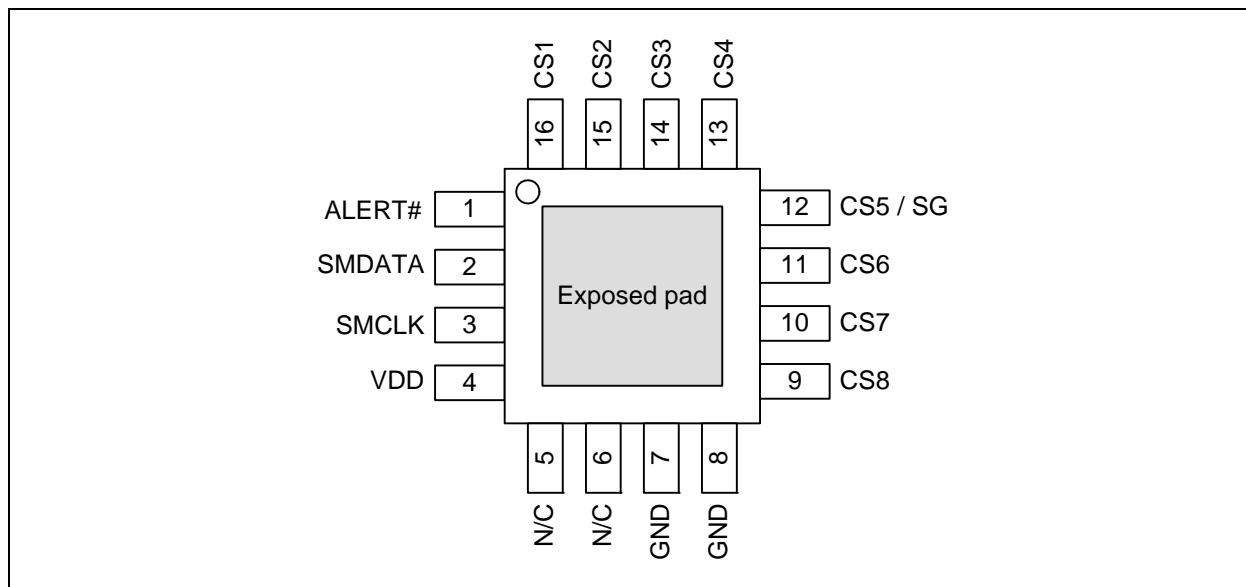 CS1 CS2 CS3 CS4
16 15 14 13
ALERT# 1
12 CS5 / SG
SMDATA 2
11 CS6
Exposed pad
SMCLK 3
10 CS7
VDD 4
9 CS8
5 6 7 8
N/C N/C GND GND